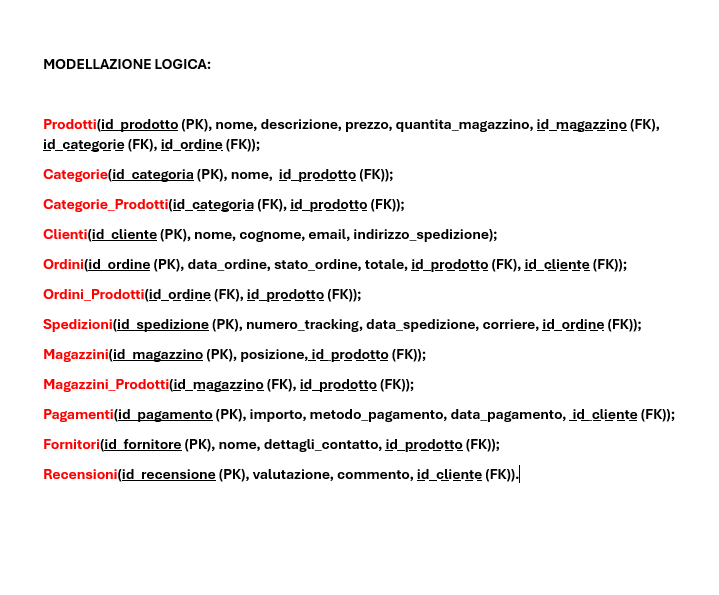 MODELLAZIONE LOGICA:
Prodotti(id_prodotto (PK), nome, descrizione, prezzo, quantita_magazzino, id_magazzino (FK),
id_categorie (FK), id_ordine (FK));
Categorie(id_categoria (PK), nome, id_prodotto (FK));
Categorie_Prodotti(id_categoria (FK), id_prodotto (FK));
Clienti(id_cliente (PK), nome, cognome, email, indirizzo_spedizione);
Ordini(id_ordine (PK), data_ordine, stato_ordine, totale, id_prodotto (FK), id_cliente (FK));
Ordini_Prodotti(id_ordine (FK), id_prodotto (FK));
Spedizioni(id_spedizione (PK), numero_tracking, data_spedizione, corriere, id_ordine (FK));
Magazzini(id_magazzino (PK), posizione, id_prodotto (FK));
Magazzini_Prodotti(id_magazzino (FK), id_prodotto (FK));
Pagamenti(id_pagamento (PK), importo, metodo_pagamento, data_pagamento, id_cliente (FK));
Fornitori(id_fornitore (PK), nome, dettagli_contatto, id_prodotto (FK));
Recensioni(id_recensione (PK), valutazione, commento, id_cliente (FK)).